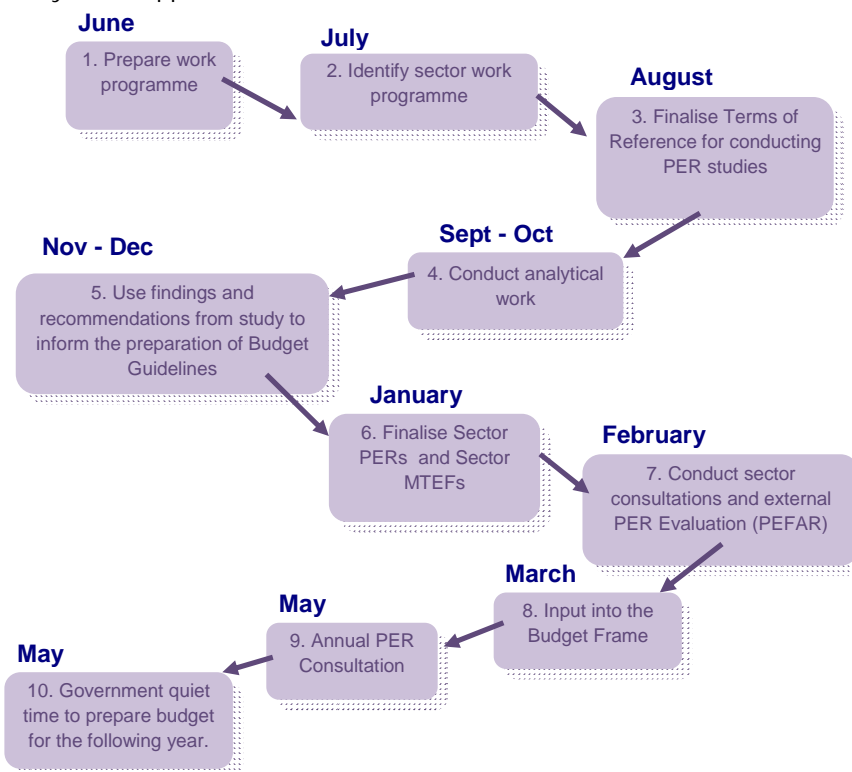 June
1. Prepare work
programme
July
2. Identify sector work
programme
August
3. Finalise Terms of
Reference for conducting
PER studies
Sept - Oct
4. Conduct analytical
work
Nov - Dec
5. Use findings and
recommendations from study to
inform the preparation of Budget
Guidelines
January
6. Finalise Sector
PERs and Sector
MTEFs
February
7. Conduct sector
consultations and external
PER Evaluation (PEFAR)
March
8. Input into the
Budget Frame
May
9. Annual PER
Consultation
May
10. Government quiet
time to prepare budget
for the following year.